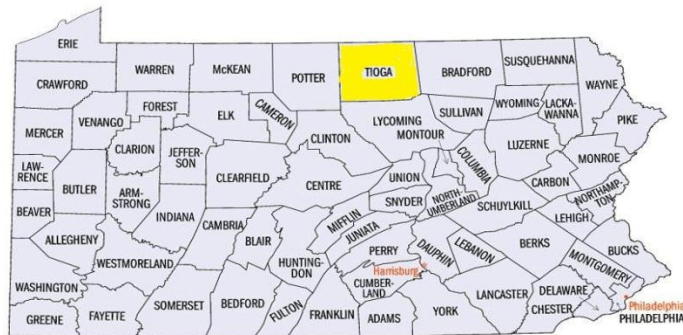 ERIE
CRAWFORD
WARREN
McKEAN
POTTER
TIOGA
BRADFORD
SUSQUEHANNA
WAYNE
FOREST
VENANGO
MERCER
ELK
CAMERON
CLINTON
LYCOMING
MONTOUR
SULLIVAN
WYOMING
LACKA-
WANNA
PIKE
LUZERNE
COLUMBIA
MONROE
CLARION
JEFFER-
SON
CLEARFIELD
CENTRE
UNION
SNYDER
NORTH
UMBERLAND
CARBON
NORTHAMP-
TON
LAW-
RENCE
BUTLER
ARM-
STRONG
BEAVER
INDIANA
CAMBRIA
BLAIR
MIFFLIN
JUNIATA
SCHUYLKILL
LEHIGH
ALLEGHENY
WESTMORELAND
HUNTING-
DON
PERRY
DAUPHIN
LEBANON
BERKS
BUCKS
MONTGOMERY
Harrisburg
CUMBER-
LAND
WASHINGTON
GREENE
FAYETTE
SOMERSET
BEDFORD
FULTON
FRANKLIN
ADAMS
YORK
LANCASTER
CHESTER
DELAWARE
Philadelphia
PHILADELPHIA